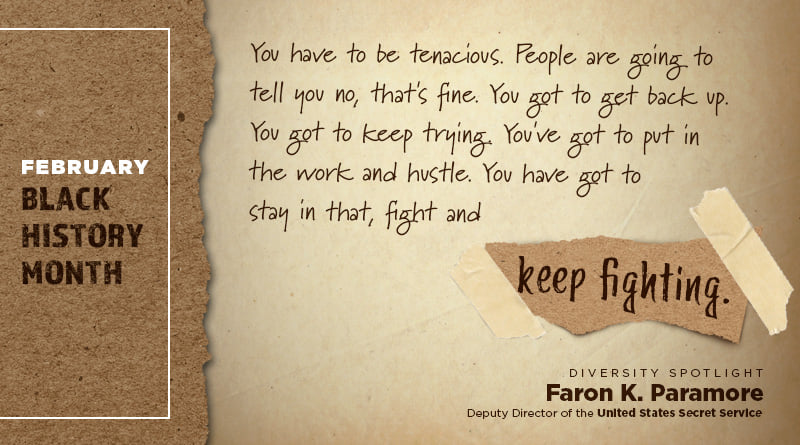 FEBRUARY
BLACK
HISTORY
MONTH
You have to be tenacious. People are going to
tell you no, that's fine. You got to get back up.
You got to keep trying. You've got to put in
the work and hustle. You have got to
stay in that, fight and
keep fighting.
DIVERSITY SPOTLIGHT
Faron K. Paramore
Deputy Director of the United States Secret Service